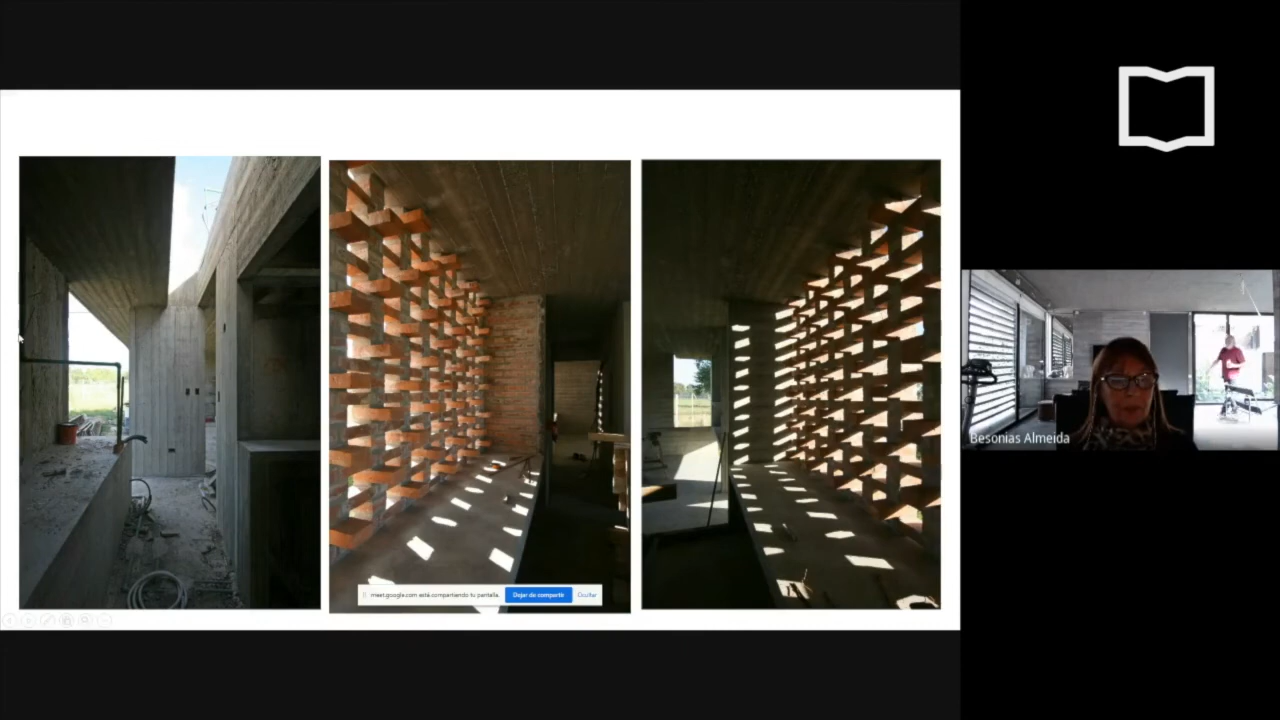 meet.google.com está compartiendo tu pantalla.
Dejar de compartir
Ocultar
Besonias Almeida